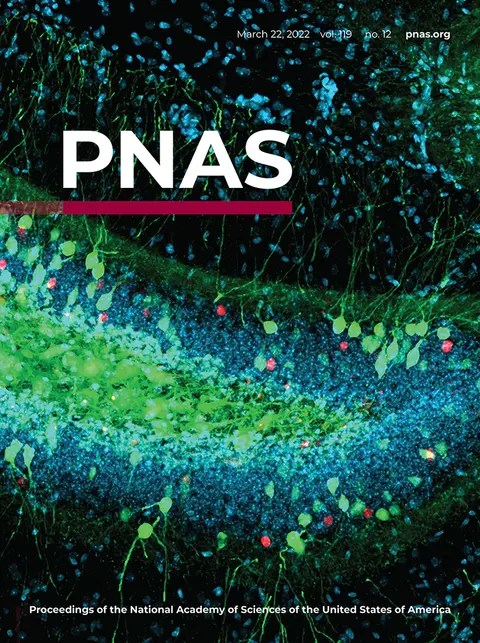 March 22, 2022 vol. 119 no. 12 pnas.org
PNAS
Proceedings of the National Academy of Sciences of the United States of America